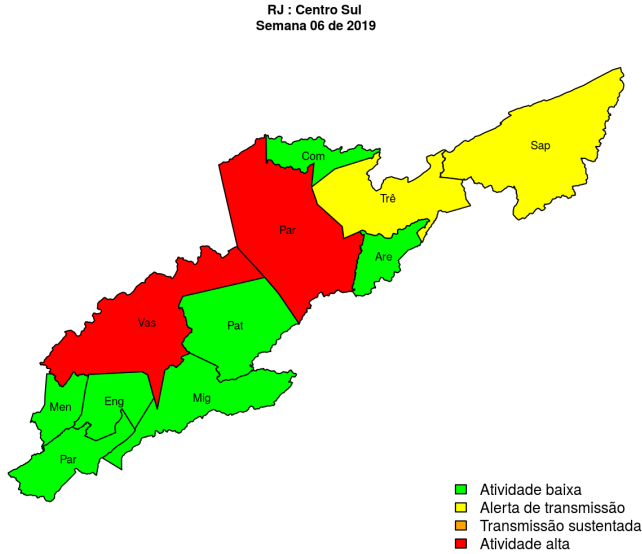 RJ : Centro Sul
Semana 06 de 2019
Sap
Com
Trê
Par
Are
Vas
Pat
Mig
Men
Eng
Par
Atividade baixa
Alerta de transmissão
Transmissão sustentada
Atividade alta